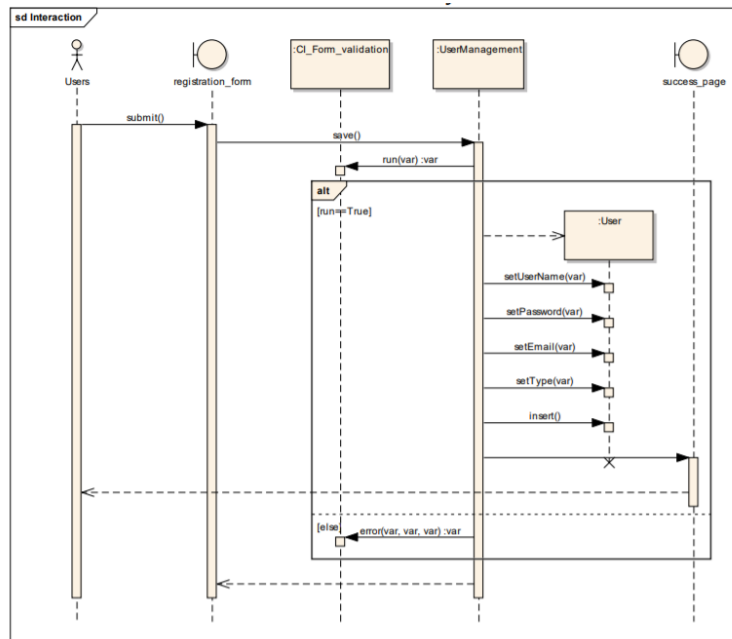 sd Interaction
Users
registration_form
:CI_Form_validation
:UserManagement
success_page
submit()
save()
run(var) :var
alt
[run==True]
:User
setUserName(var)
setPassword(var)
setEmail(var)
setType(var)
insert()
[else]
error(var, var, var) :var